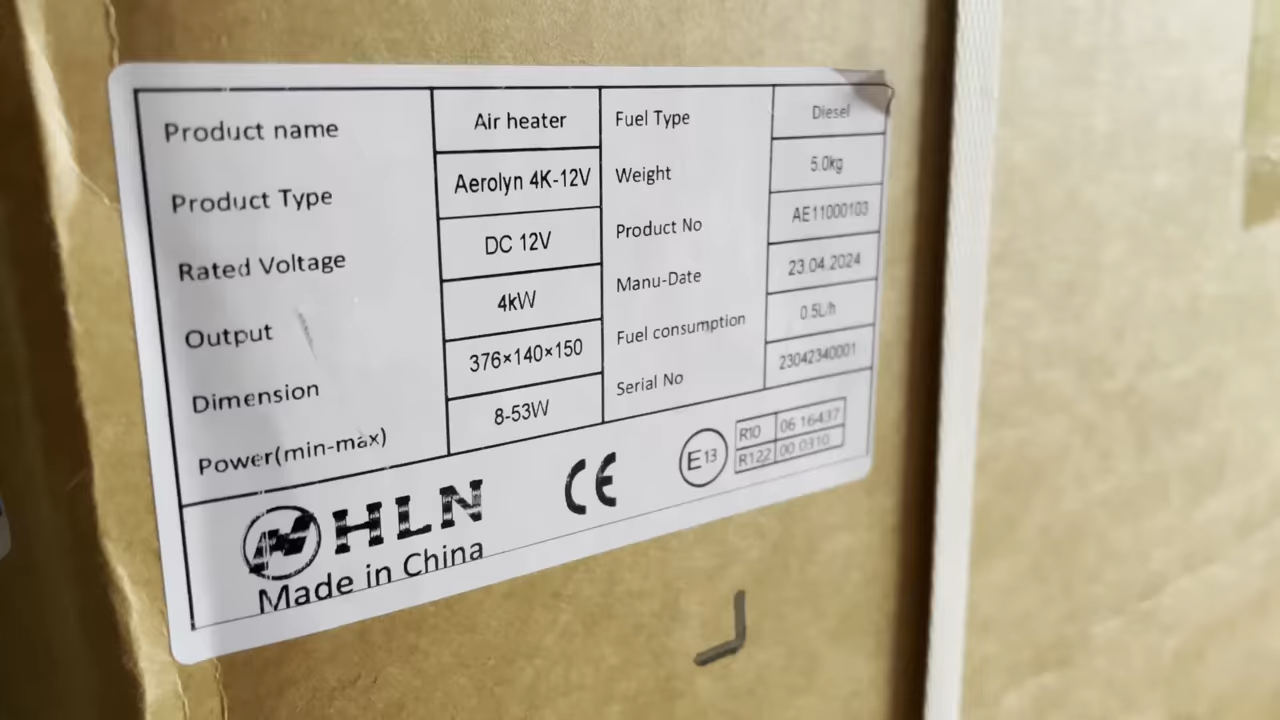 Product name Air heater Fuel Type Diesel
Product Type Aerolyn 4K-12V Weight 5.0kg
Rated Voltage DC 12V Product No AE11000103
Output 4kW Manu-Date 23.04.2024
Dimension 376×140×150 Fuel consumption 0.5L/h
Power(min-max) 8-53W Serial No 23042340001
HLN CE E13 R10 06 16437
R122 00 0310
Made in China